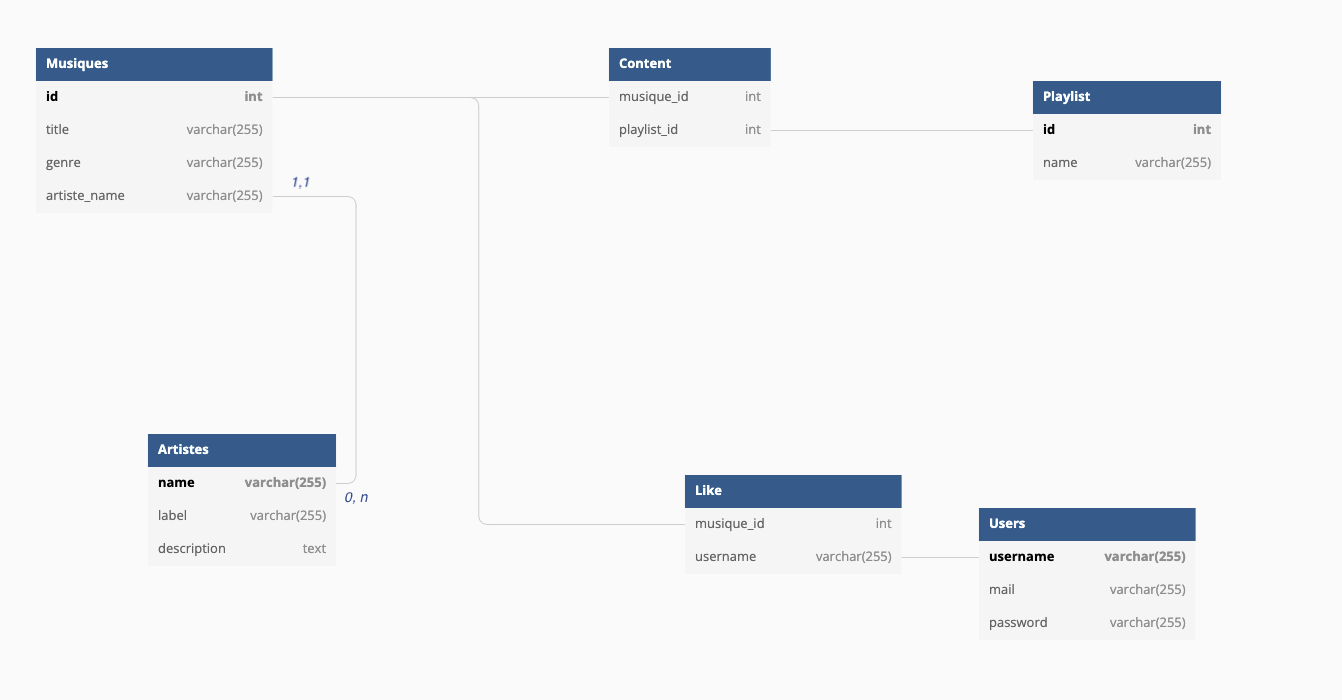 Musiques
id int
title varchar(255)
genre varchar(255)
artiste_name varchar(255)
1,1
Content
musique_id int
playlist_id int
Playlist
id int
name varchar(255)
Artistes
name varchar(255)
label varchar(255)
description text
0, n
Like
musique_id int
username varchar(255)
Users
username varchar(255)
mail varchar(255)
password varchar(255)